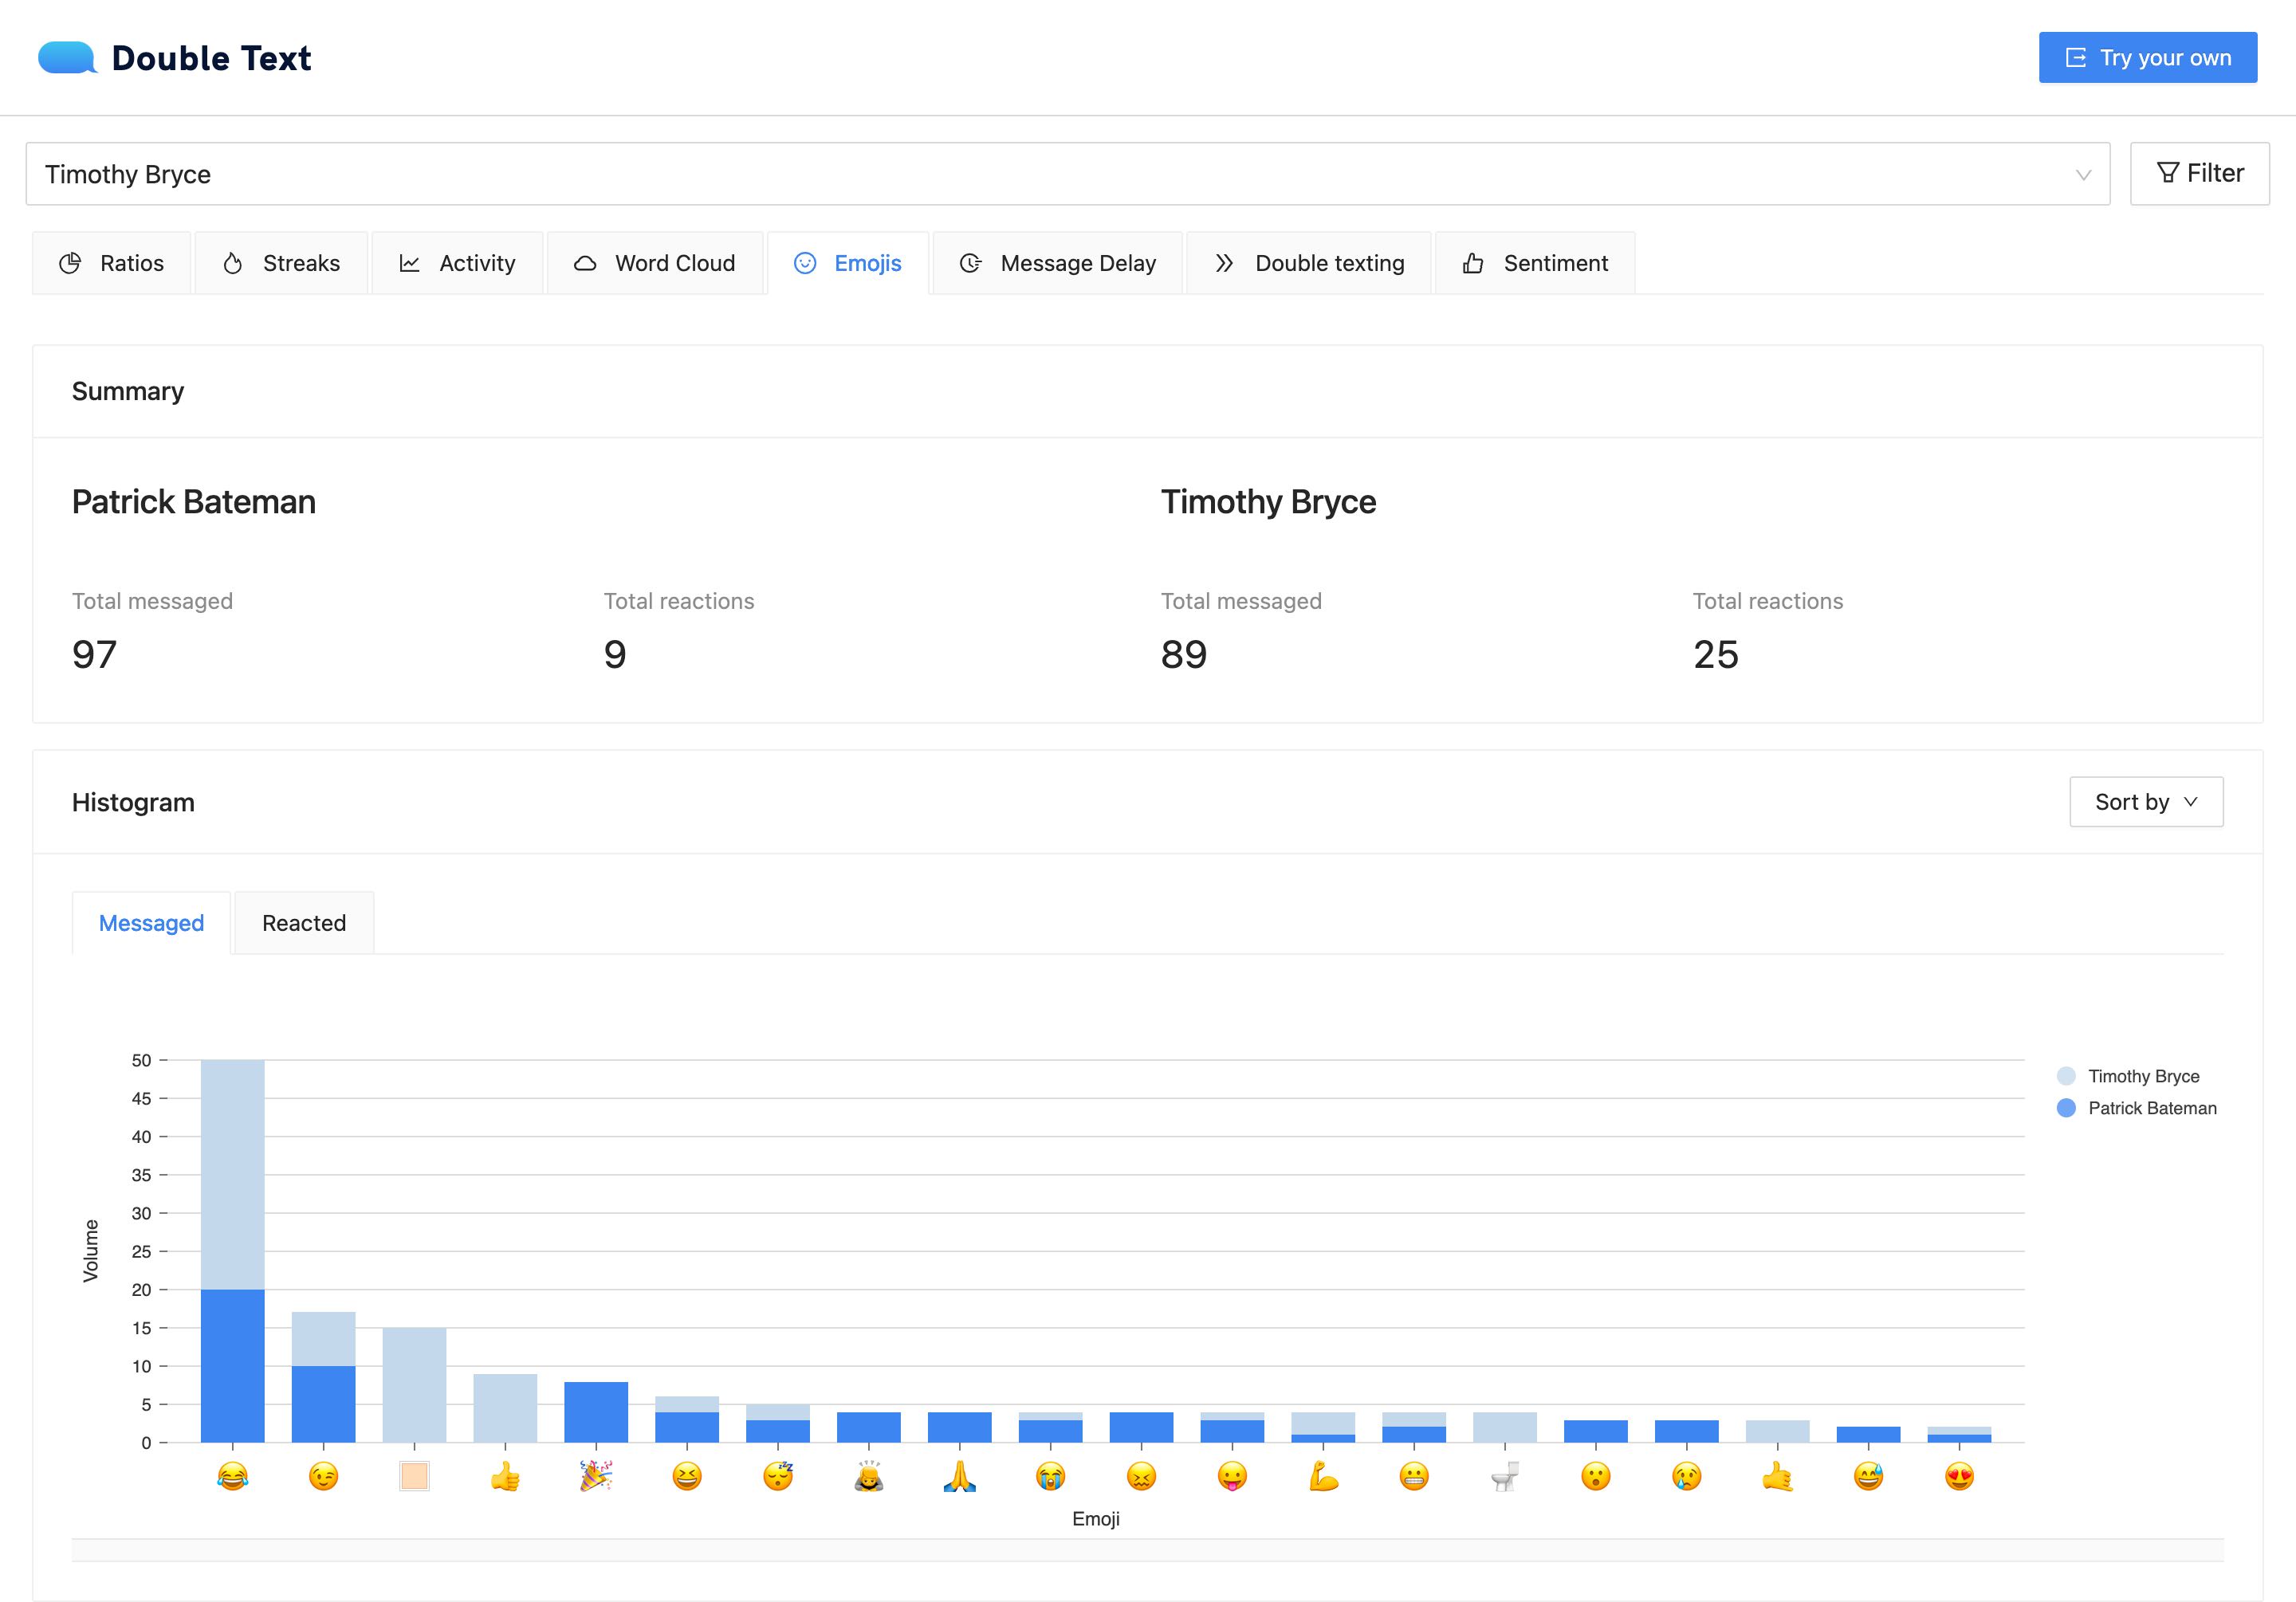 Double Text
Try your own
Timothy Bryce
Filter
Ratios
Streaks
Activity
Word Cloud
Emojis
Message Delay
Double texting
Sentiment
Summary
Patrick Bateman
Timothy Bryce
Total messaged
Total reactions
Total messaged
Total reactions
97
9
89
25
Histogram
Sort by
Messaged
Reacted
50
45
40
35
30
25
20
15
10
5
0
Volume
Timothy Bryce
Patrick Bateman
Emoji